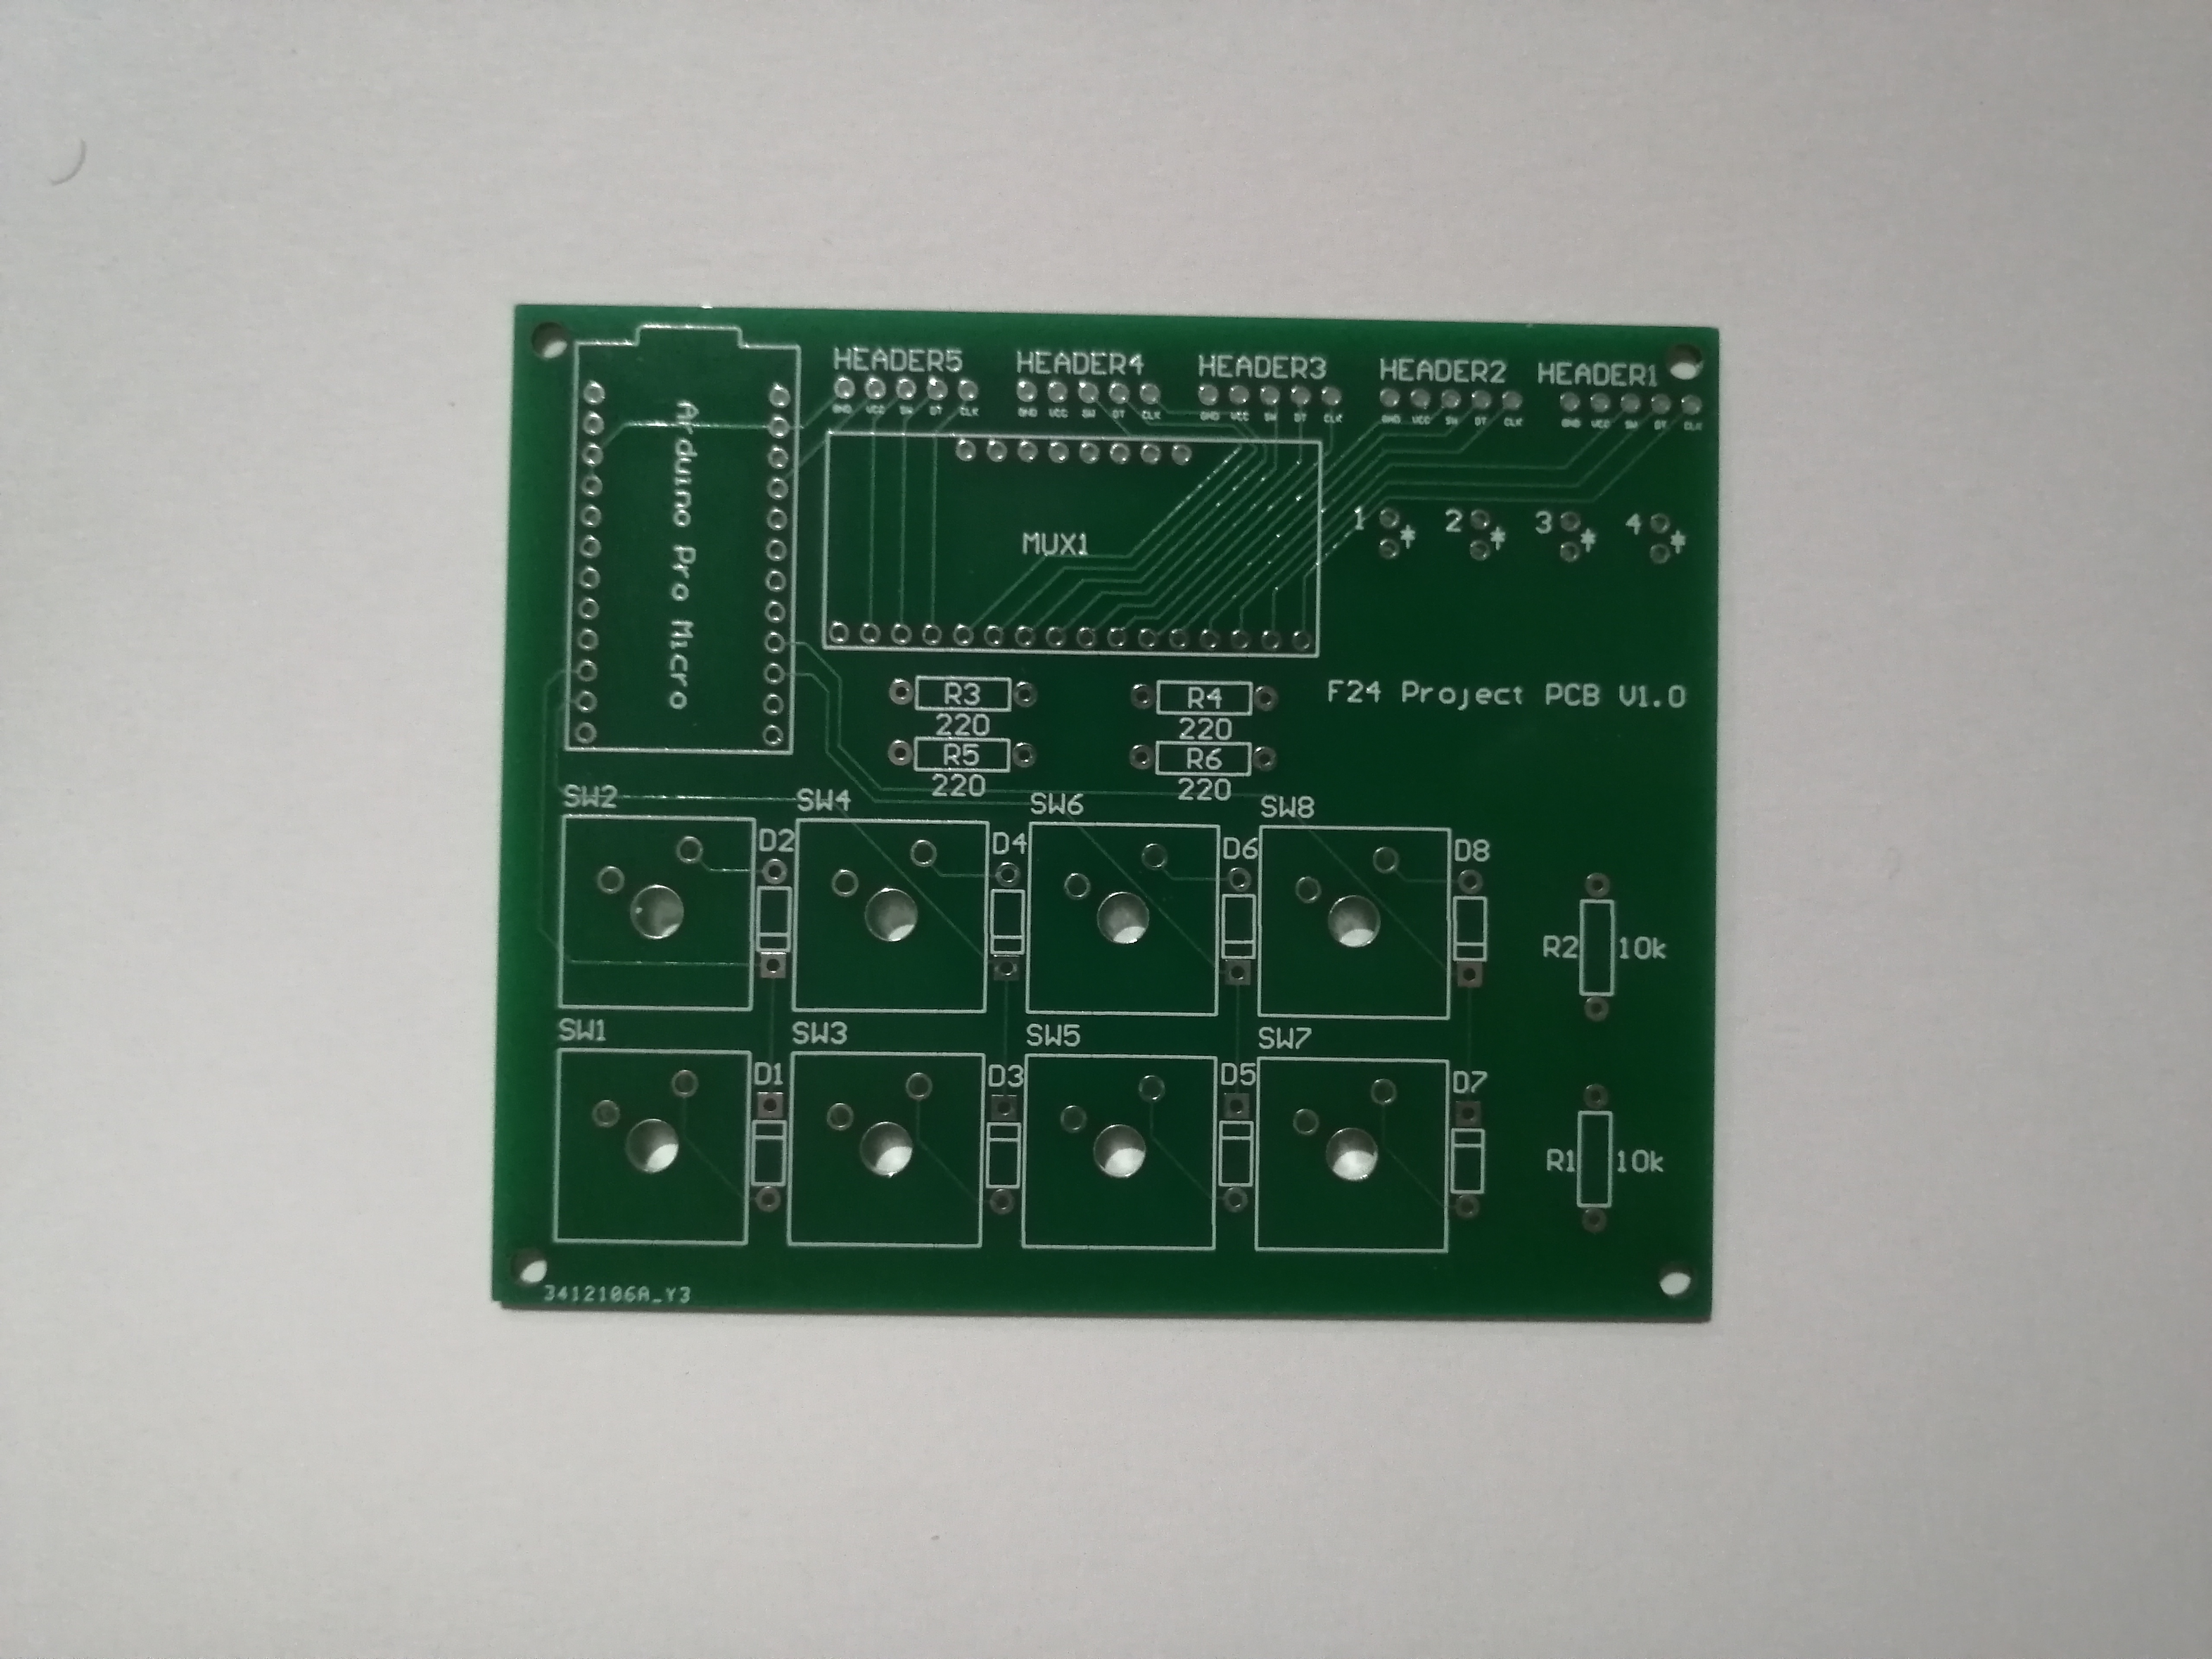 HEADER5 HEADER4 HEADER3 HEADER2 HEADER1
GND VCC SW DT CLK GND VCC SW DT CLK GND VCC SW DT CLK GND VCC SW DT CLK GND VCC SW DT CLK
Arduino Pro Micro
MUX1
1 2 3 4
R3 R4
220 220
R5 R6
220 220
F24 Project PCB V1.0
SW2 SW4 SW6 SW8
D2 D4 D6 D8
R2 10k
SW1 SW3 SW5 SW7
D1 D3 D5 D7
R1 10k
3412106A_Y3